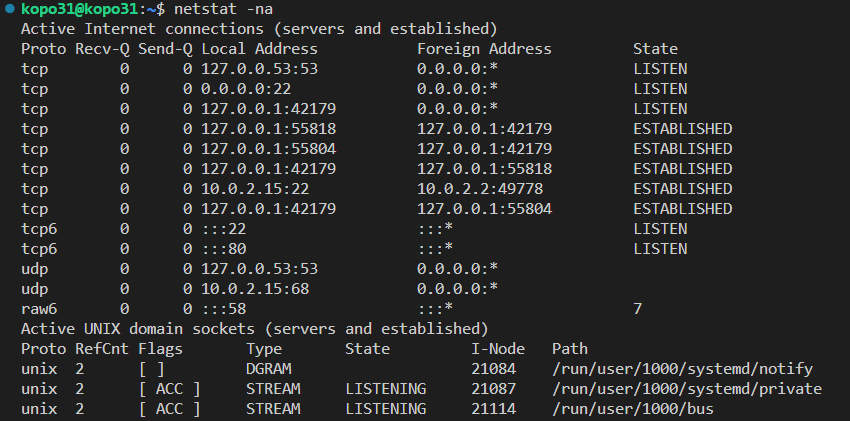 kopo31@kopo31:~$ netstat -na
Active Internet connections (servers and established)
Proto Recv-Q Send-Q Local Address           Foreign Address         State
tcp        0      0 127.0.0.53:53           0.0.0.0:*               LISTEN
tcp        0      0 0.0.0.0:22              0.0.0.0:*               LISTEN
tcp        0      0 127.0.0.1:42179         0.0.0.0:*               LISTEN
tcp        0      0 127.0.0.1:55818         127.0.0.1:42179         ESTABLISHED
tcp        0      0 127.0.0.1:55804         127.0.0.1:42179         ESTABLISHED
tcp        0      0 127.0.0.1:42179         127.0.0.1:55818         ESTABLISHED
tcp        0      0 10.0.2.15:22            10.0.2.2:49778          ESTABLISHED
tcp        0      0 127.0.0.1:42179         127.0.0.1:55804         ESTABLISHED
tcp6       0      0 :::22                   :::*                    LISTEN
tcp6       0      0 :::80                   :::*                    LISTEN
udp        0      0 127.0.0.53:53           0.0.0.0:*
udp        0      0 10.0.2.15:68            0.0.0.0:*
raw6       0      0 :::58                   :::*                    7
Active UNIX domain sockets (servers and established)
Proto RefCnt Flags       Type       State         I-Node   Path
unix  2      [ ]         DGRAM                    21084    /run/user/1000/systemd/notify
unix  2      [ ACC ]     STREAM     LISTENING     21087    /run/user/1000/systemd/private
unix  2      [ ACC ]     STREAM     LISTENING     21114    /run/user/1000/bus